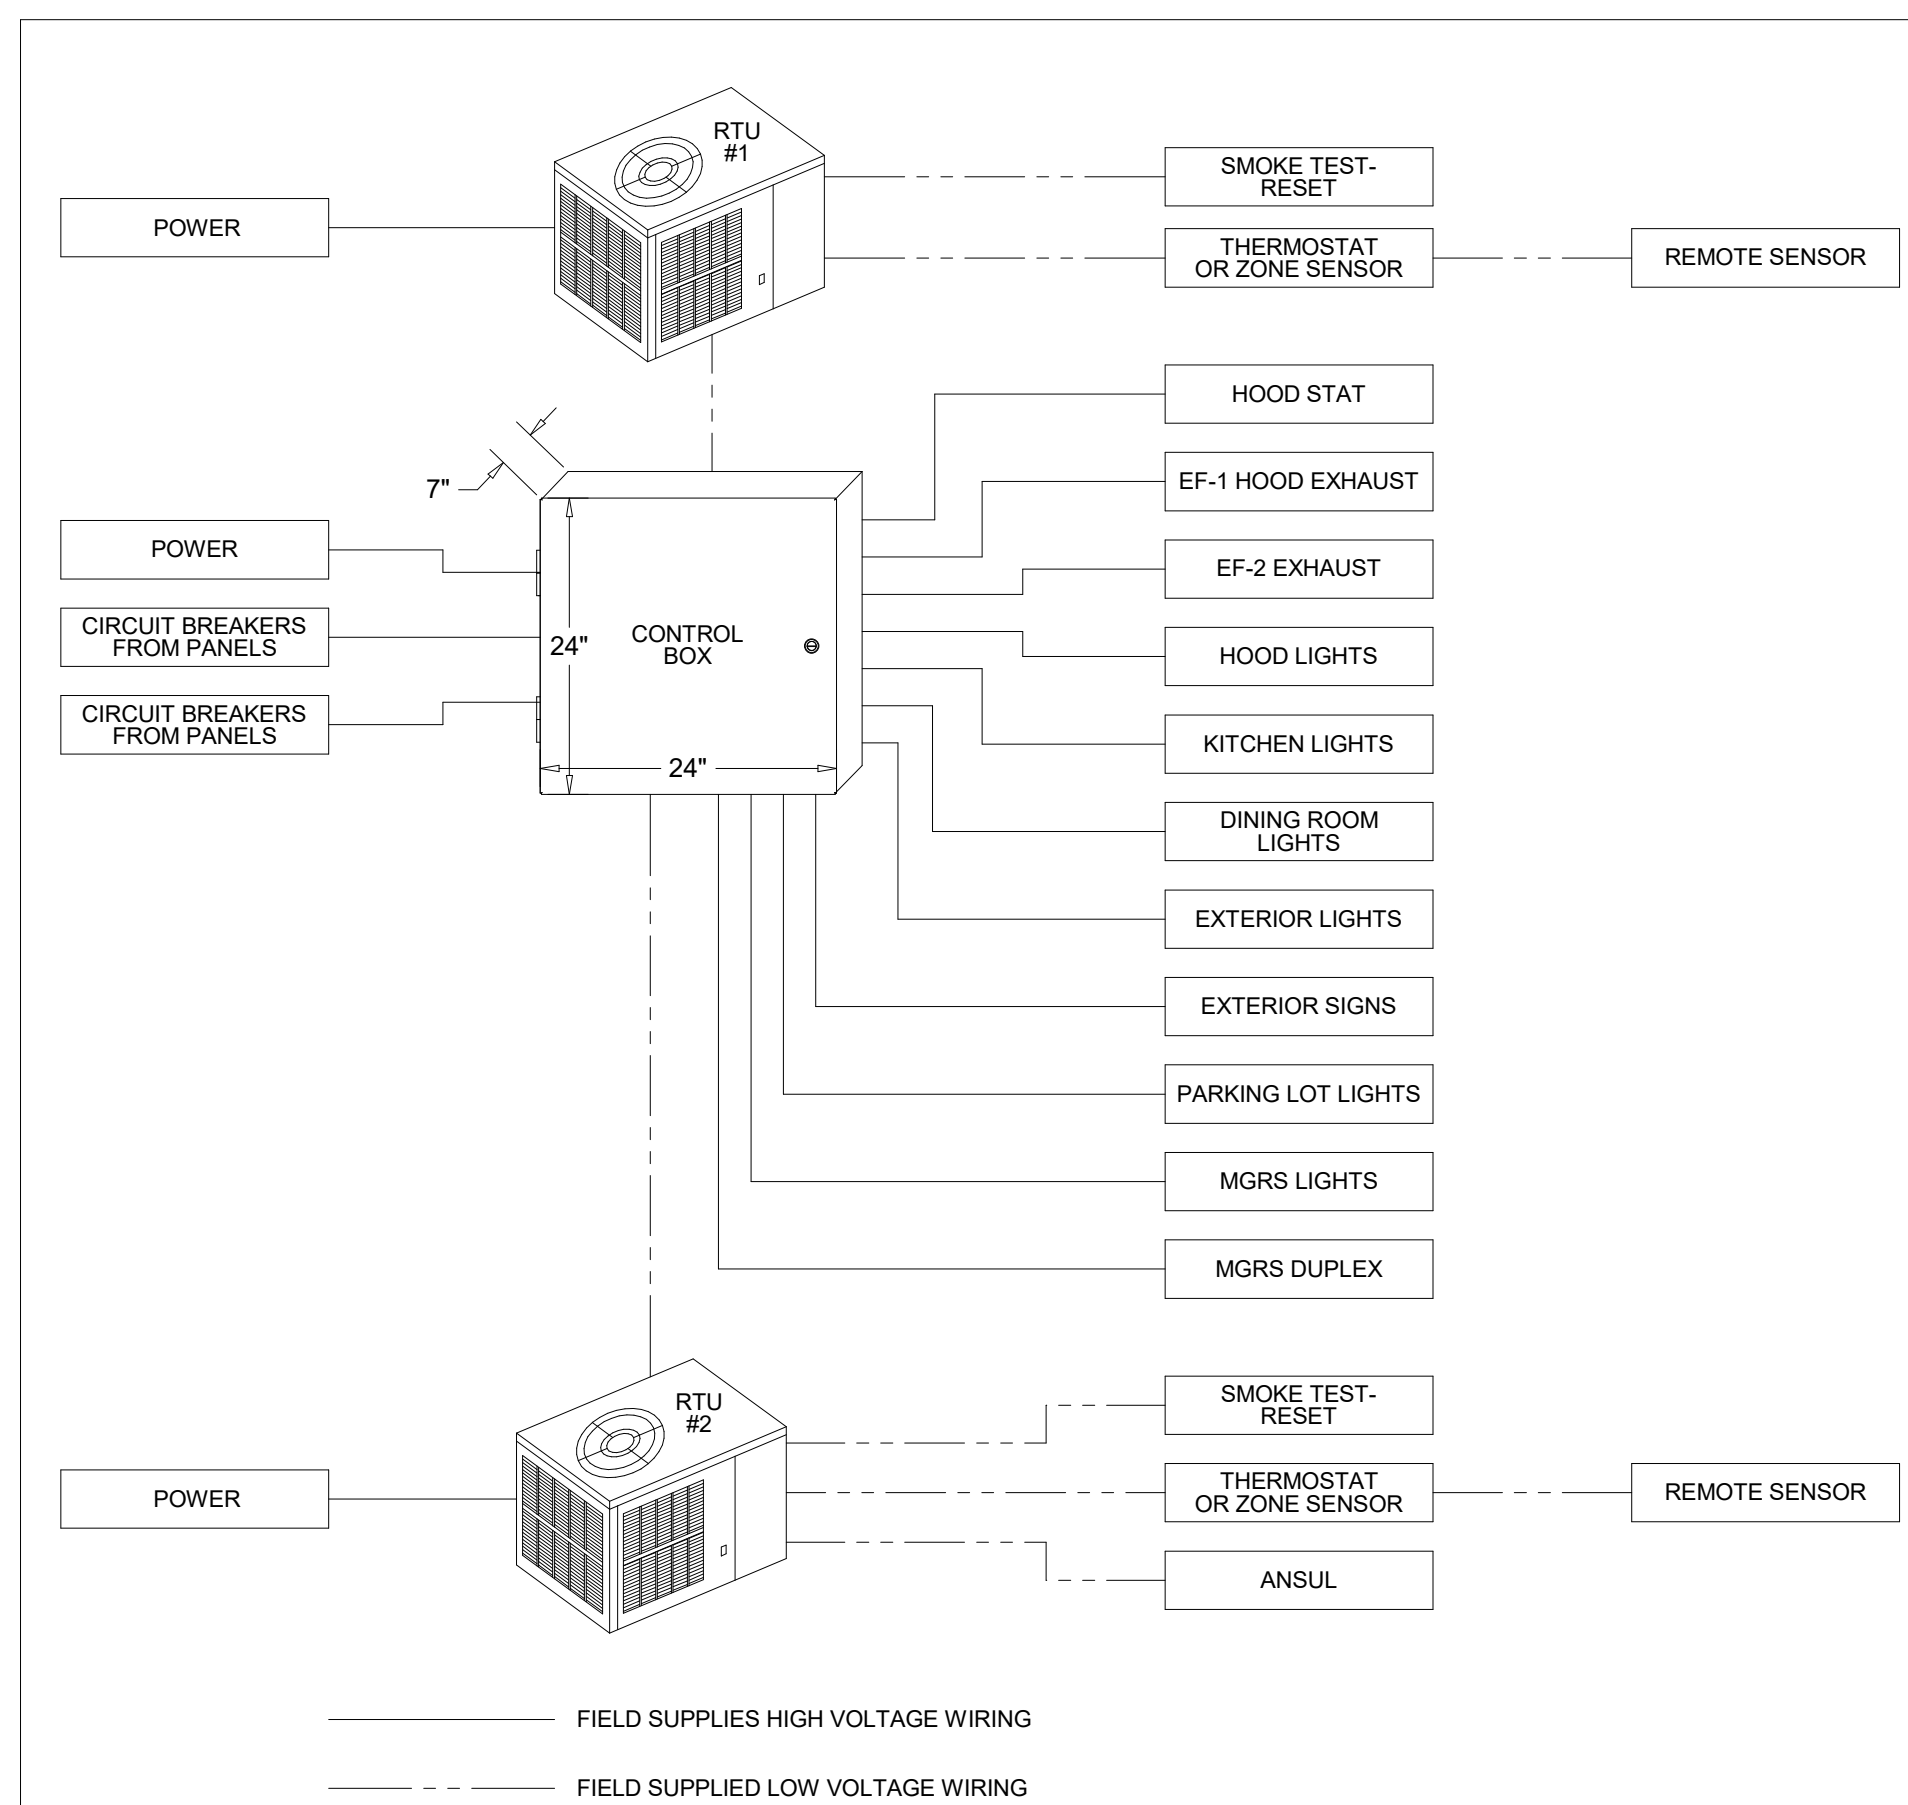 RTU
#1
SMOKE TEST-
RESET
POWER
THERMOSTAT
OR ZONE SENSOR
REMOTE SENSOR
HOOD STAT
7"
EF-1 HOOD EXHAUST
POWER
EF-2 EXHAUST
CIRCUIT BREAKERS
FROM PANELS
24"
CONTROL
BOX
HOOD LIGHTS
CIRCUIT BREAKERS
FROM PANELS
KITCHEN LIGHTS
24"
DINING ROOM
LIGHTS
EXTERIOR LIGHTS
EXTERIOR SIGNS
PARKING LOT LIGHTS
MGRS LIGHTS
MGRS DUPLEX
RTU
#2
SMOKE TEST-
RESET
POWER
THERMOSTAT
OR ZONE SENSOR
REMOTE SENSOR
ANSUL
FIELD SUPPLIES HIGH VOLTAGE WIRING
FIELD SUPPLIED LOW VOLTAGE WIRING